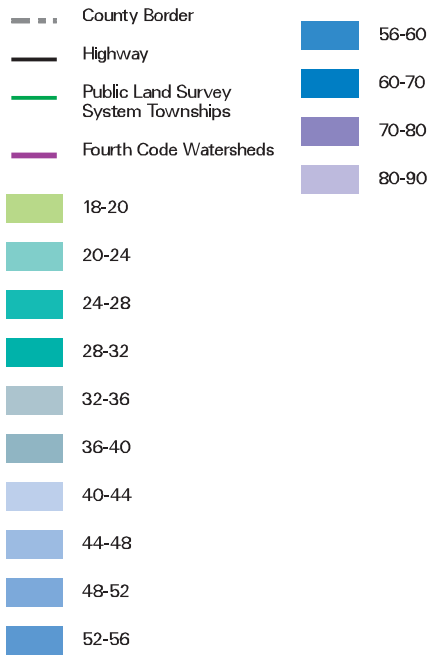 County Border
Highway
Public Land Survey
System Townships
Fourth Code Watersheds
18-20
20-24
24-28
28-32
32-36
36-40
40-44
44-48
48-52
52-56
56-60
60-70
70-80
80-90